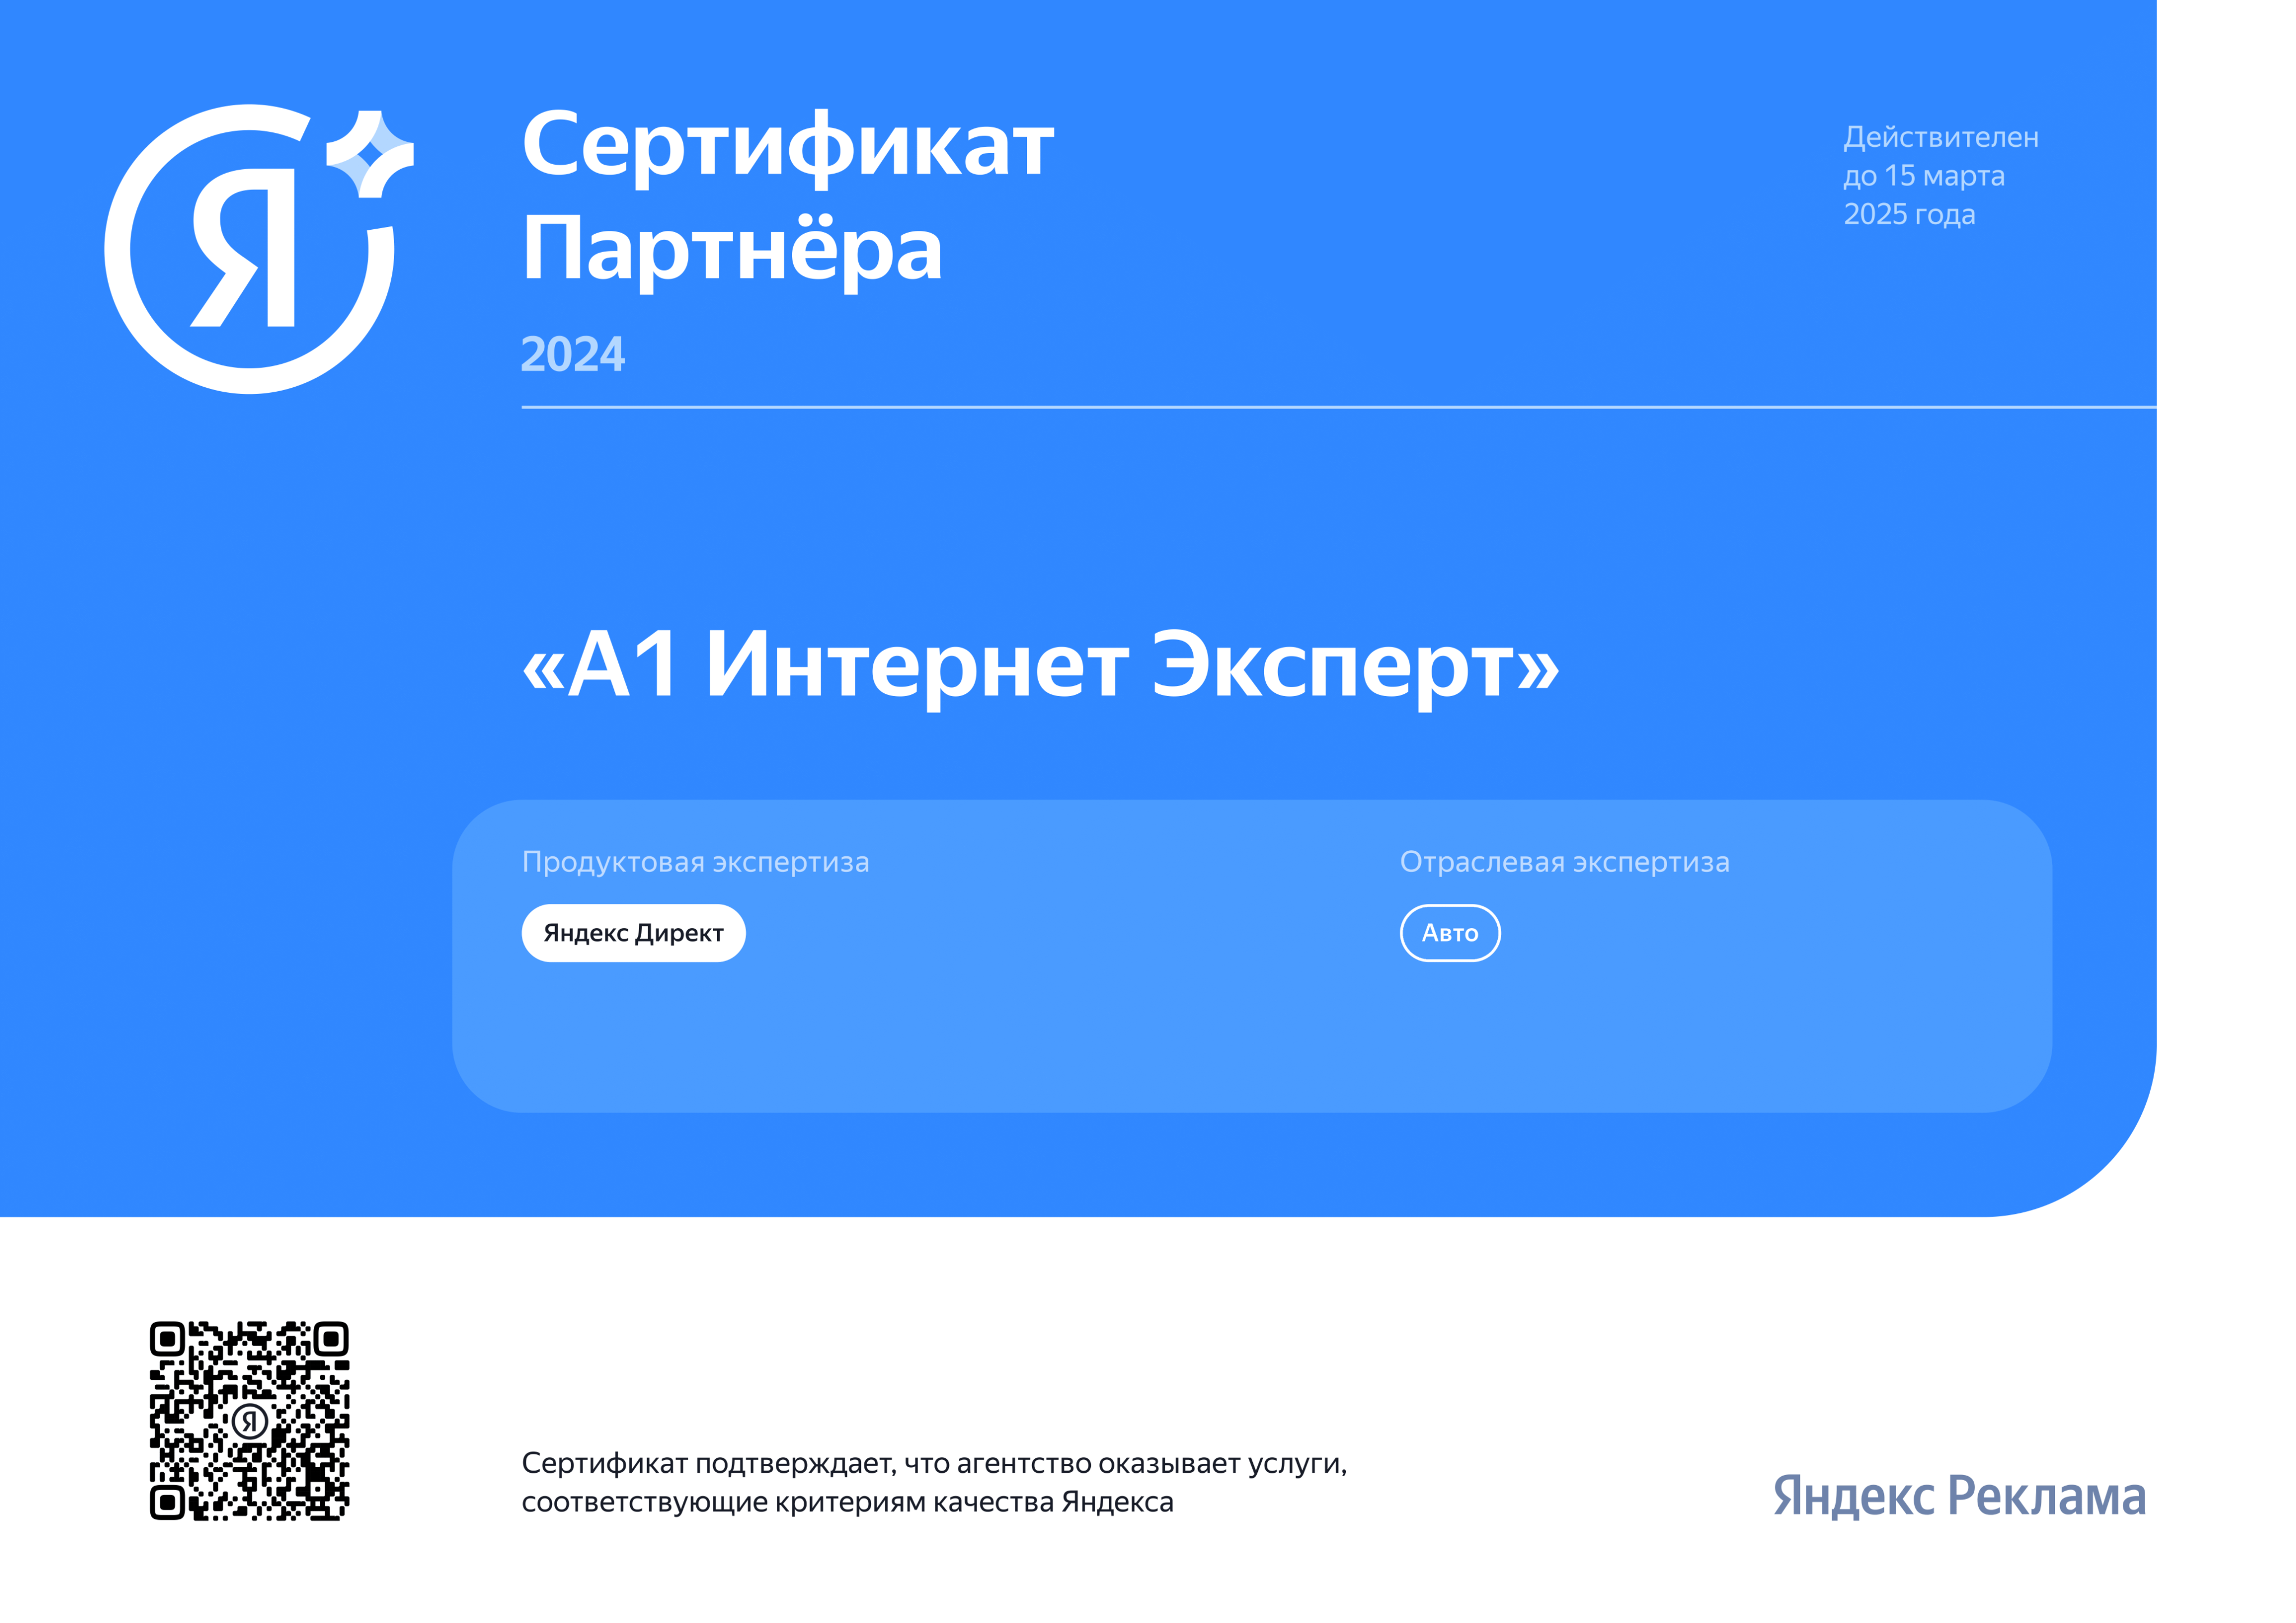 Я
Сертификат
Партнёра
2024
Действителен
до 15 марта
2025 года
«А1 Интернет Эксперт»
Продуктовая экспертиза
Яндекс Директ
Отраслевая экспертиза
Авто
Я
Сертификат подтверждает, что агентство оказывает услуги,
соответствующие критериям качества Яндекса
Яндекс Реклама